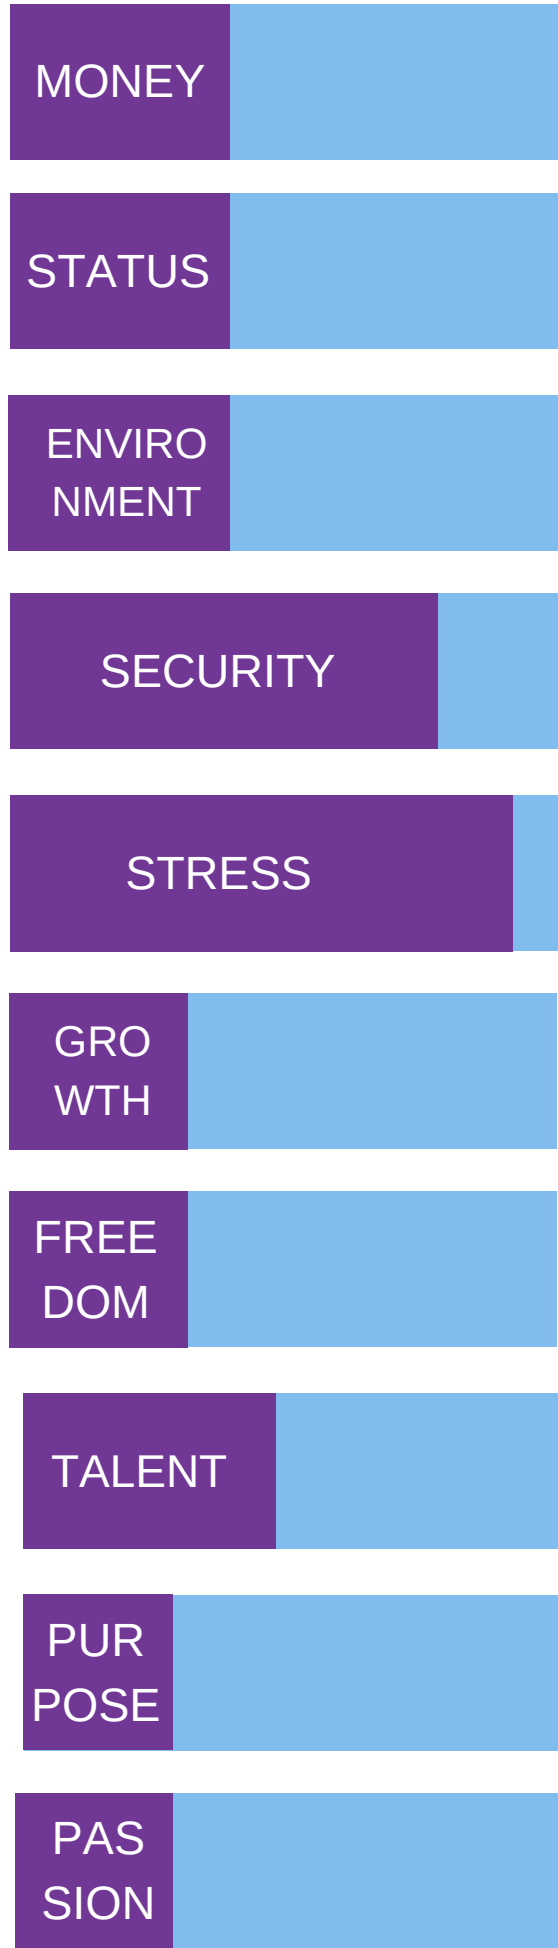 MONEY
STATUS
ENVIRO
NMENT
SECURITY
STRESS
GRO
WTH
FREE
DOM
TALENT
PUR
POSE
PAS
SION